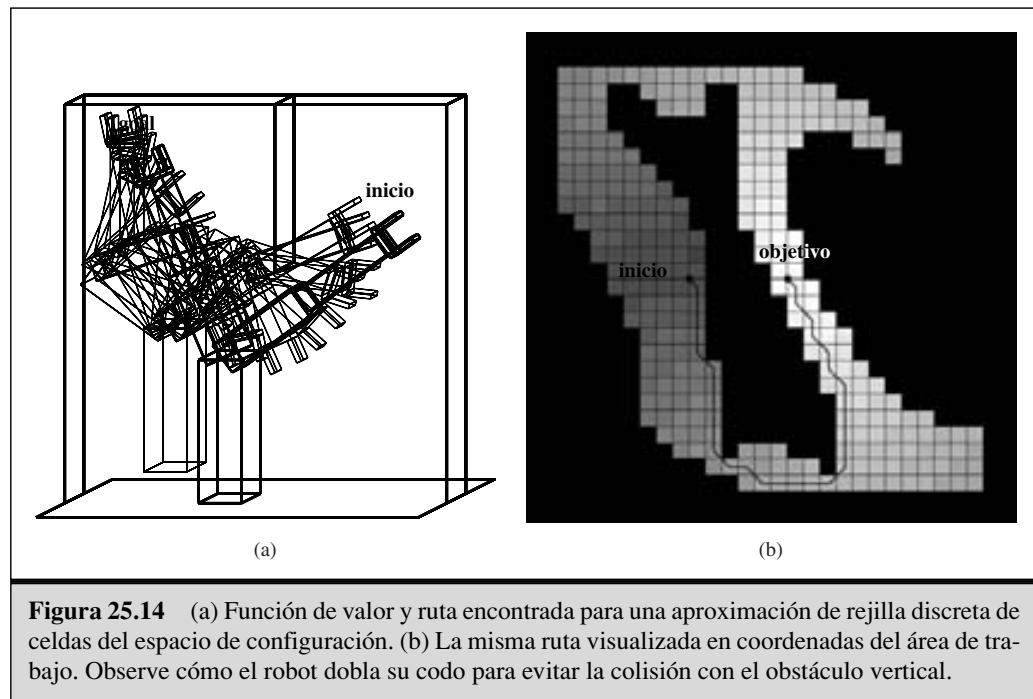 inicio
inicio
objetivo
(a)
(b)
Figura 25.14 (a) Función de valor y ruta encontrada para una aproximación de rejilla discreta de
celdas del espacio de configuración. (b) La misma ruta visualizada en coordenadas del área de tra-
bajo. Observe cómo el robot dobla su codo para evitar la colisión con el obstáculo vertical.